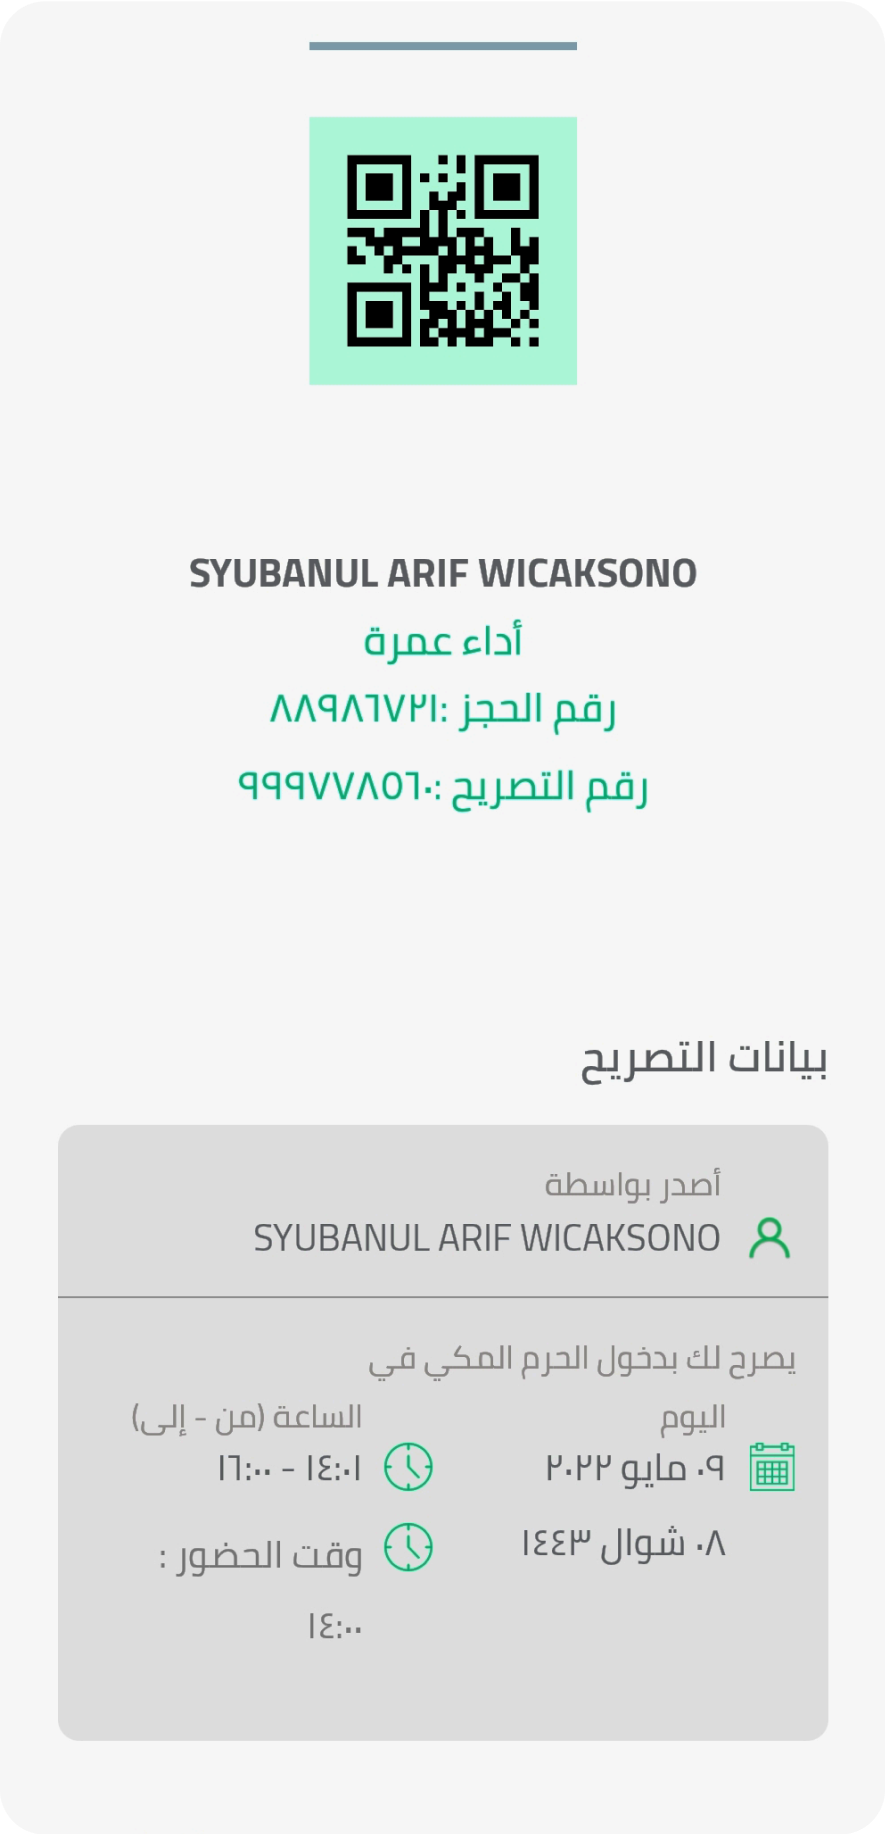 SYUBANUL ARIF WICAKSONO
أداء عمرة
رقم الحجز :٨٨٩٨٦٧٢١
رقم التصريح :٩٩٩٧٧٨٥٦٠
بيانات التصريح
أصدر بواسطة
SYUBANUL ARIF WICAKSONO
يصرح لك بدخول الحرم المكي في
اليوم
٠٩ مايو ٢٠٢٢
٠٨ شوال ١٤٤٣
الساعة (من - إلى)
١٤:٠١ - ١٦:٠٠
وقت الحضور :
١٤:٠٠